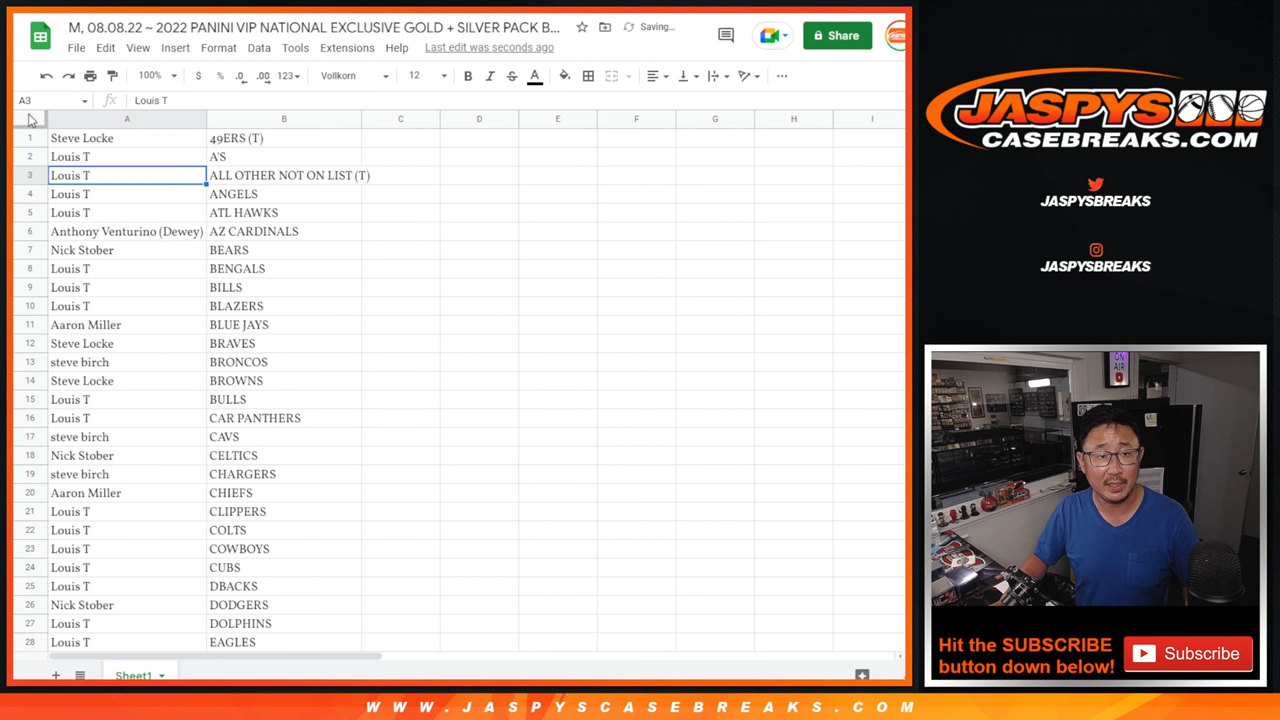 M, 08.08.22 ~ 2022 PANINI VIP NATIONAL EXCLUSIVE GOLD + SILVER PACK B...
Saving...
Share
File Edit View Insert Format Data Tools Extensions Help Last edit was seconds ago
100% $ % .0 .00 123 Vollkorn 12 B I S A
A3 fx Louis T
A B C D E F G H I
1 Steve Locke 49ERS (T)
2 Louis T A'S
3 Louis T ALL OTHER NOT ON LIST (T)
4 Louis T ANGELS
5 Louis T ATL HAWKS
6 Anthony Venturino (Dewey) AZ CARDINALS
7 Nick Stober BEARS
8 Louis T BENGALS
9 Louis T BILLS
10 Louis T BLAZERS
11 Aaron Miller BLUE JAYS
12 Steve Locke BRAVES
13 steve birch BRONCOS
14 Steve Locke BROWNS
15 Louis T BULLS
16 Louis T CAR PANTHERS
17 steve birch CAVS
18 Nick Stober CELTICS
19 steve birch CHARGERS
20 Aaron Miller CHIEFS
21 Louis T CLIPPERS
22 Louis T COLTS
23 Louis T COWBOYS
24 Louis T CUBS
25 Louis T DBACKS
26 Nick Stober DODGERS
27 Louis T DOLPHINS
28 Louis T EAGLES
Sheet1
JASPYS
CASEBREAKS.COM
JASPYSBREAKS
JASPYSBREAKS
ON
AIR
Hit the SUBSCRIBE
button down below!
Subscribe
WWW.JASPYSCASEBREAKS.COM